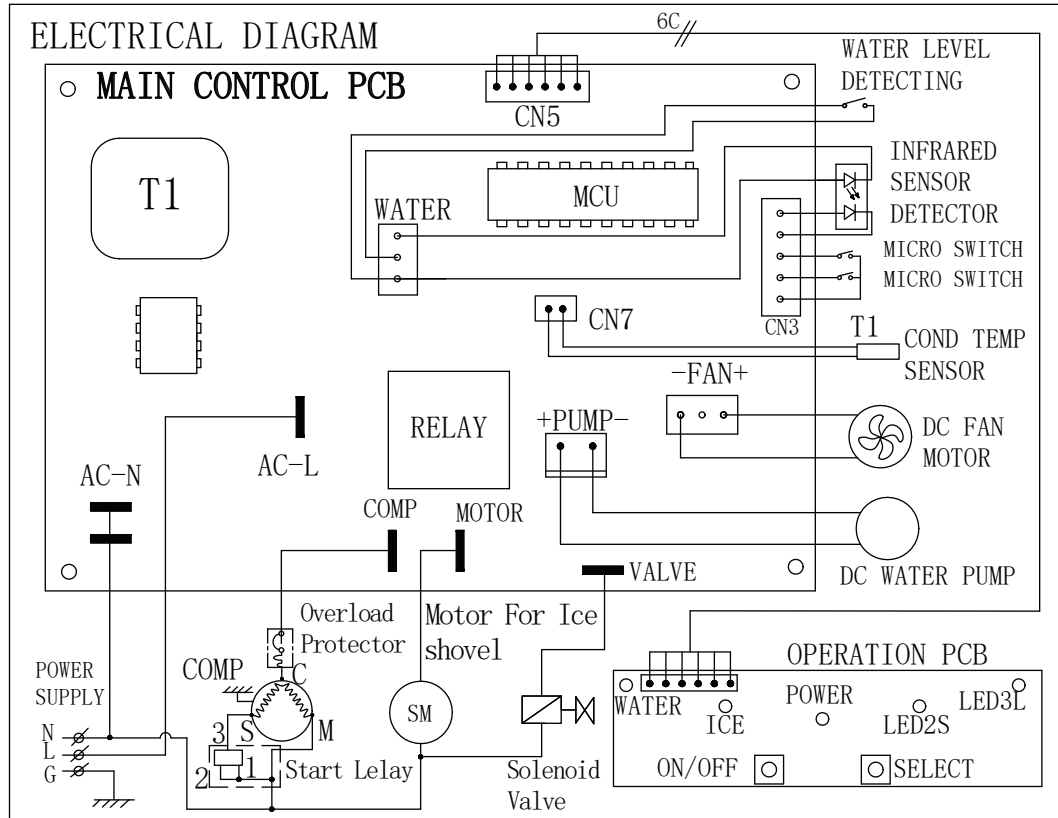 ELECTRICAL DIAGRAM
6C
WATER LEVEL
DETECTING
MAIN CONTROL PCB
CN5
T1
MCU
INFRARED
SENSOR
DETECTOR
WATER
MICRO SWITCH
MICRO SWITCH
CN7
CN3
T1
COND TEMP
SENSOR
-FAN+
RELAY
+PUMP-
DC FAN
MOTOR
AC-L
AC-N
COMP
MOTOR
DC WATER PUMP
VALVE
Overload
Protector
Motor For Ice
shovel
COMP
C
POWER
SUPPLY
OPERATION PCB
WATER
ICE
POWER
LED2S
LED3L
SM
N
L
G
3
S
M
2
1
Start Lelay
Solenoid
Valve
ON/OFF
SELECT